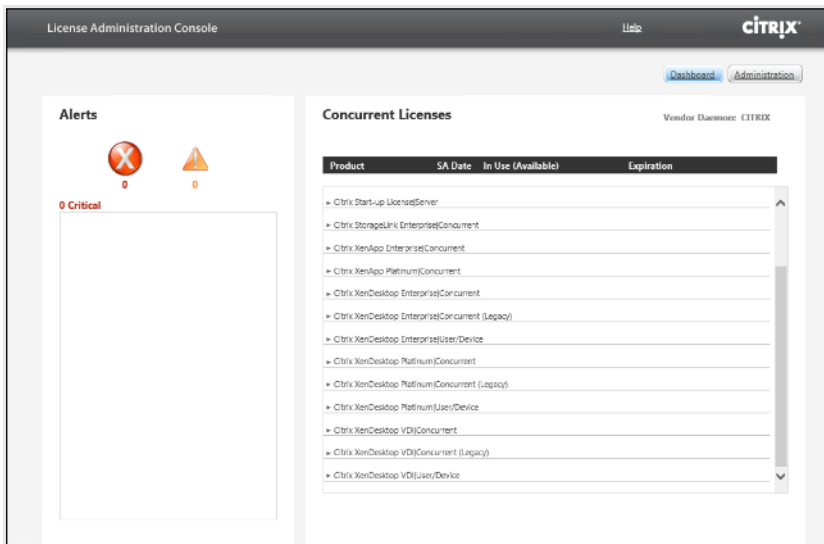 License Administration Console
Help
CİTRIX
Dashboard
Administration
Alerts
0
0
0 Critical
Concurrent Licenses
Vendor Daemon: CITRIX
Product SA Date In Use (Available) Expiration
Citrix Start-up License|Server
Citrix StorageLink Enterprise|Concurrent
Citrix XenApp Enterprise|Concurrent
Citrix XenApp Platinum|Concurrent
Citrix XenDesktop Enterprise|Concurrent
Citrix XenDesktop Enterprise|Concurrent (Legacy)
Citrix XenDesktop Enterprise|User/Device
Citrix XenDesktop Platinum|Concurrent
Citrix XenDesktop Platinum|Concurrent (Legacy)
Citrix XenDesktop Platinum|User/Device
Citrix XenDesktop VDI|Concurrent
Citrix XenDesktop VDI|Concurrent (Legacy)
Citrix XenDesktop VDI|User/Device